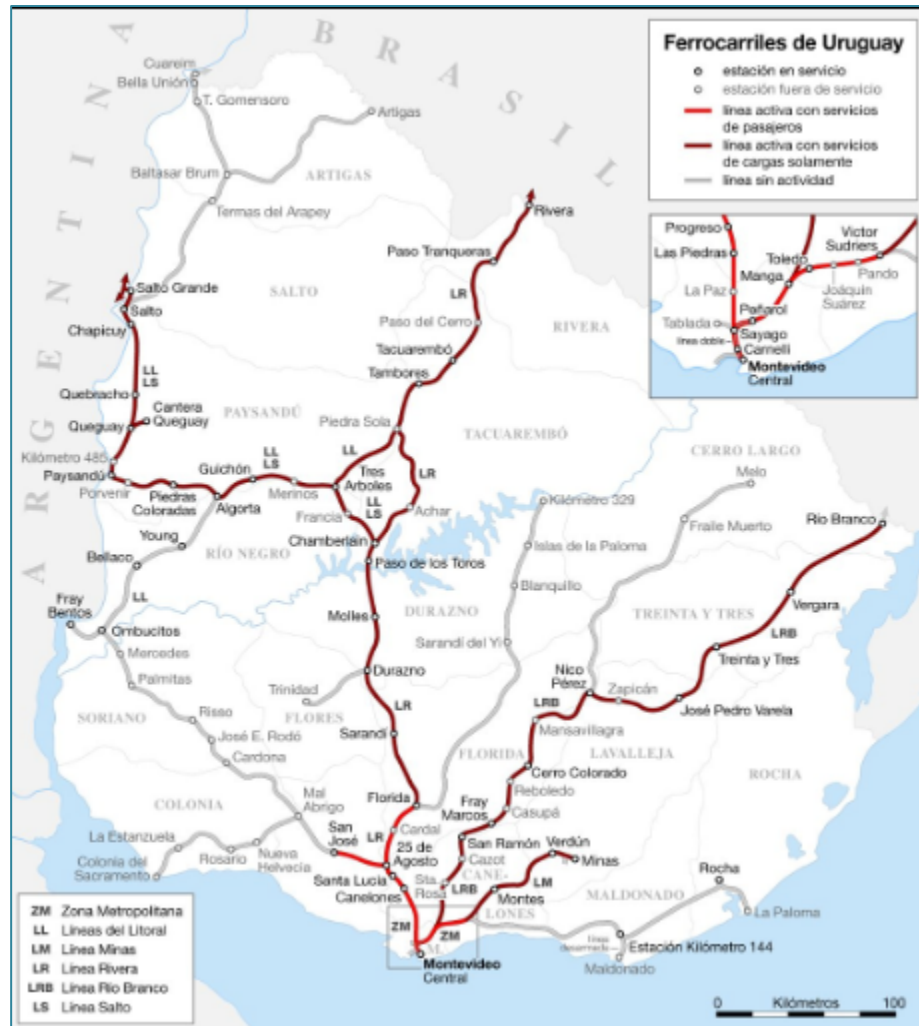 BRASIL
ARGENTINA
Ferrocarriles de Uruguay
estación en servicio
estación fuera de servicio
línea activa con servicios
de pasajeros
línea activa con servicios
de cargas solamente
línea sin actividad
Progreso
Las Piedras
La Paz
Tablada
línea doble
Victor
Sudriers
Toledo
Manga
Pando
Joáquin
Suárez
Peñarol
Sayago
Carnelli
Montevideo
Central
Cuareim
Bella Unión
T. Gomensoro
Artigas
Baltasar Brum
ARTIGAS
Termas del Arapey
Rivera
Paso Tranqueras
LR
Salto Grande
Salto
SALTO
Chapicuy
Paso del Cerro
RIVERA
Tacuarembó
Tambores
LL
LS
Quebracho
Cantera
Queguay
PAYSANDÚ
Queguay
Piedra Sola
TACUAREMBÓ
CERRO LARGO
Kilómetro 485
Paysandú
Porvenir
Piedras
Coloradas
Guichón
Algorta
LL
LS
Merinos
LL
Tres
Arboles
LR
LL
LS
Francia
Achar
Melo
Kilómetro 329
Fraile Muerto
Río Branco
Young
RÍO NEGRO
Chamberlain
Paso de los Toros
Islas de la Paloma
Bellaco
Blanquillo
LL
Fray
Bentos
Ombucitos
Molles
DURAZNO
TREINTA Y TRES
Vergara
LRB
Mercedes
Sarandí del Yí
Treinta y Tres
Palmitas
Durazno
Nico
Pérez
Zapicán
Trinidad
LRB
José Pedro Varela
SORIANO
Risso
FLORES
LR
Mansavillagra
José E. Rodó
Sarandí
FLORIDA
LAVALLEJA
Cardona
Cerro Colorado
ROCHA
Reboledo
COLONIA
Mal
Abrigo
Florida
Fray
Marcos
Casupá
La Estanzuela
San
José
LR
Cardal
San Ramón
Verdún
Colonia del
Sacramento
Rosario
Nueva
Helvecia
25 de
Agosto
Cazot
Minas
Santa Lucía
Sta.
Rosa
CANE-
LM
Rocha
Canelones
LRB
Montes
MALDONADO
LONES
La Paloma
ZM
ZM
M.
Estación Kilómetro 144
Maldonado
Montevideo
Central
ZM Zona Metropolitana
LL Líneas del Litoral
LM Línea Minas
LR Línea Rivera
LRB Línea Río Branco
LS Línea Salto
0 Kilómetros 100